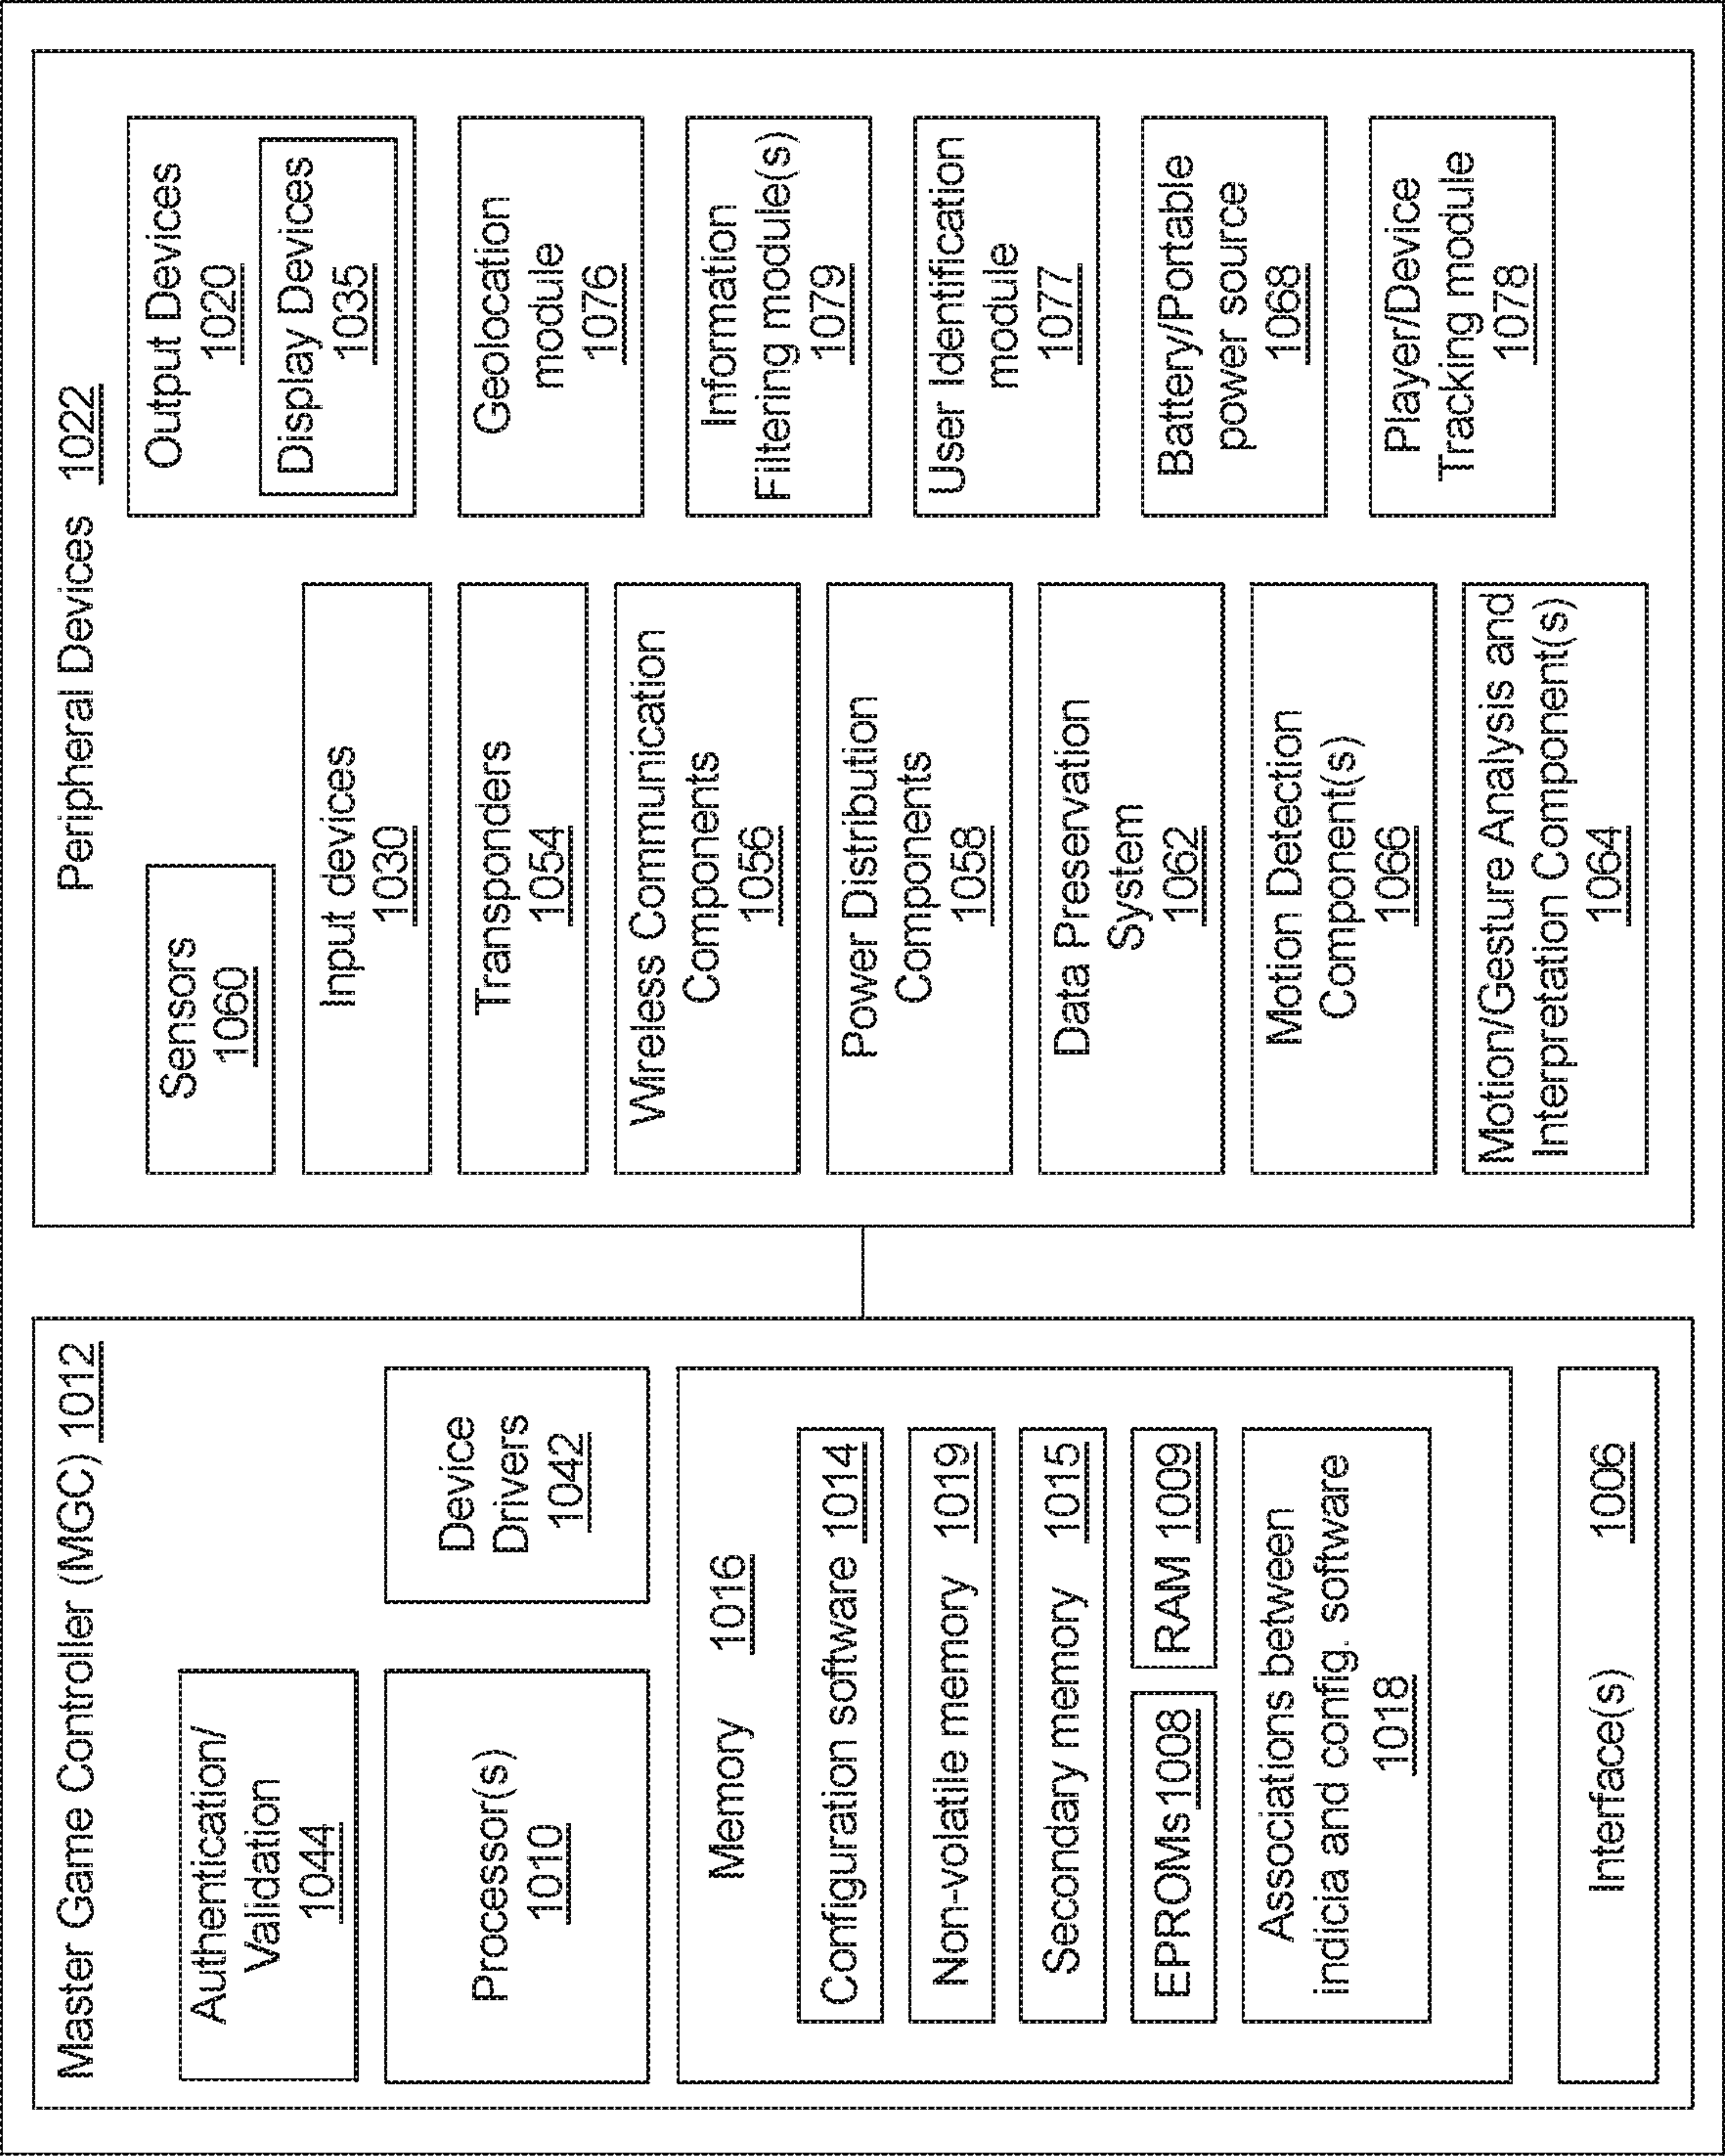 Master Game Controller (MGC) 1012
Authentication/
Validation
1044
Processor(s)
1010
Device
Drivers
1042
Memory 1016
Configuration software 1014
Non-volatile memory 1019
Secondary memory 1015
EPROMs 1008
RAM 1009
Associations between
indicia and config. software
1018
Interface(s) 1006
Peripheral Devices 1022
Sensors
1060
Input devices
1030
Transponders
1054
Wireless Communication
Components
1056
Power Distribution
Components
1058
Data Preservation
System
1062
Motion Detection
Component(s)
1066
Motion/Gesture Analysis and
Interpretation Component(s)
1064
Output Devices
1020
Display Devices
1035
Geolocation
module
1076
Information
Filtering module(s)
1079
User Identification
module
1077
Battery/Portable
power source
1068
Player/Device
Tracking module
1078